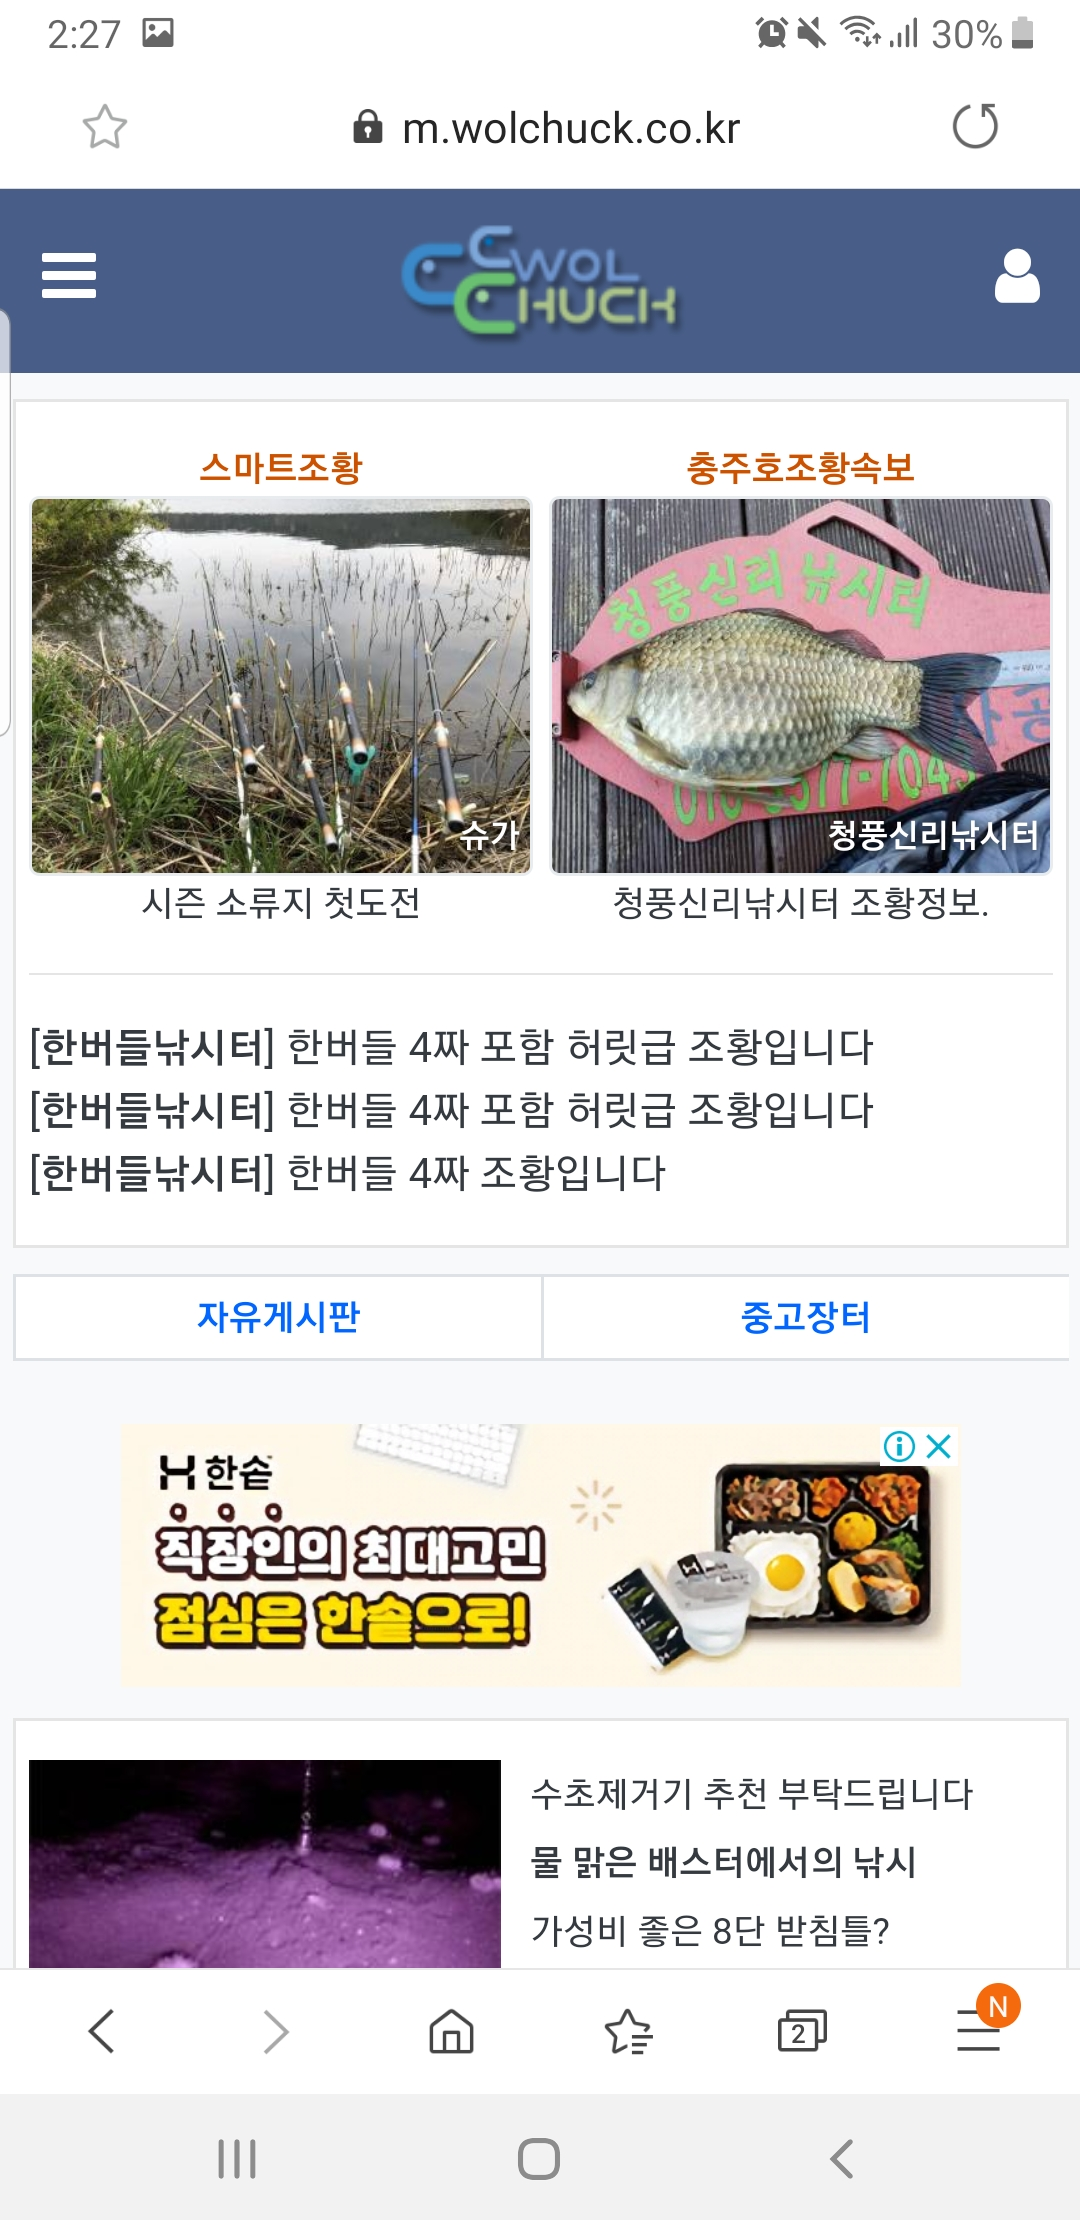 2:27
30%
m.wolchuck.co.kr
WOL
CHUCK
스마트조황
충주호조황속보
청풍신리 낚시터
슈가
청풍신리낚시터
시즌 소류지 첫도전
청풍신리낚시터 조황정보.
[한버들낚시터] 한버들 4짜 포함 허릿급 조황입니다
[한버들낚시터] 한버들 4짜 포함 허릿급 조황입니다
[한버들낚시터] 한버들 4짜 조황입니다
자유게시판
중고장터
H 한솥
직장인의 최대고민
점심은 한솥으로!
수초제거기 추천 부탁드립니다
물 맑은 배스터에서의 낚시
가성비 좋은 8단 받침틀?
2
N